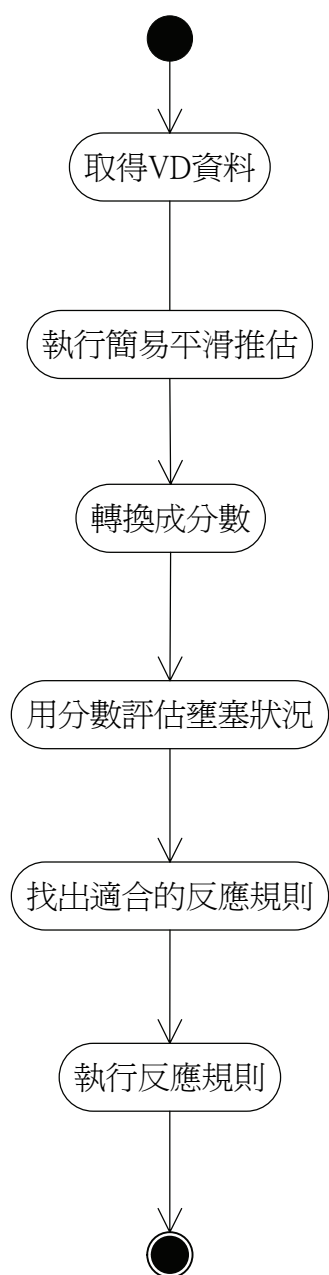 取得VD資料
執行簡易平滑推估
轉換成分數
用分數評估壅塞狀況
找出適合的反應規則
執行反應規則